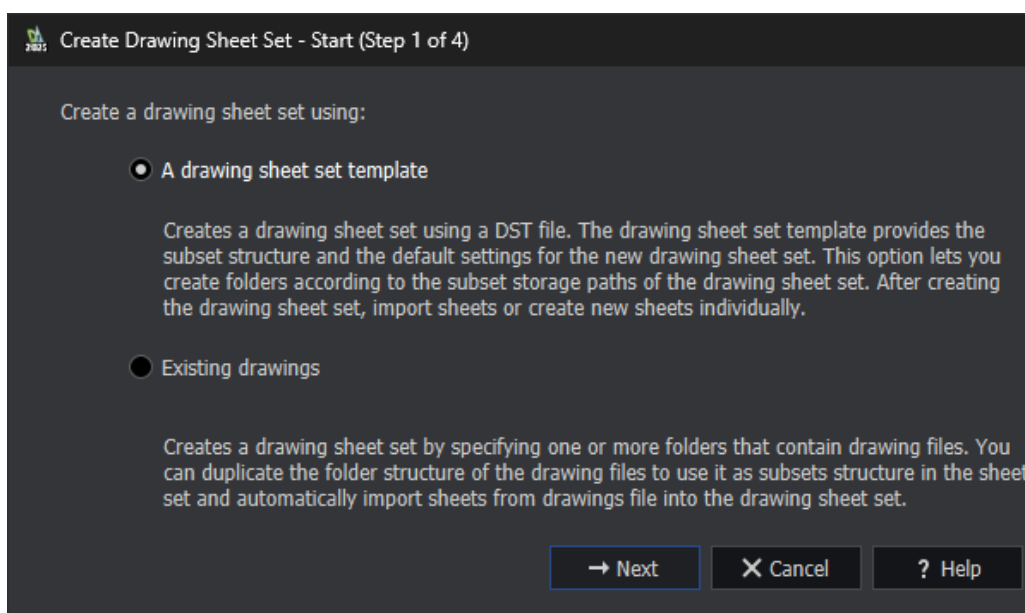 2025
Create Drawing Sheet Set - Start (Step 1 of 4)
Create a drawing sheet set using:
A drawing sheet set template
Creates a drawing sheet set using a DST file. The drawing sheet set template provides the
subset structure and the default settings for the new drawing sheet set. This option lets you
create folders according to the subset storage paths of the drawing sheet set. After creating
the drawing sheet set, import sheets or create new sheets individually.
Existing drawings
Creates a drawing sheet set by specifying one or more folders that contain drawing files. You
can duplicate the folder structure of the drawing files to use it as subsets structure in the sheet
set and automatically import sheets from drawings file into the drawing sheet set.
→ Next X Cancel ? Help